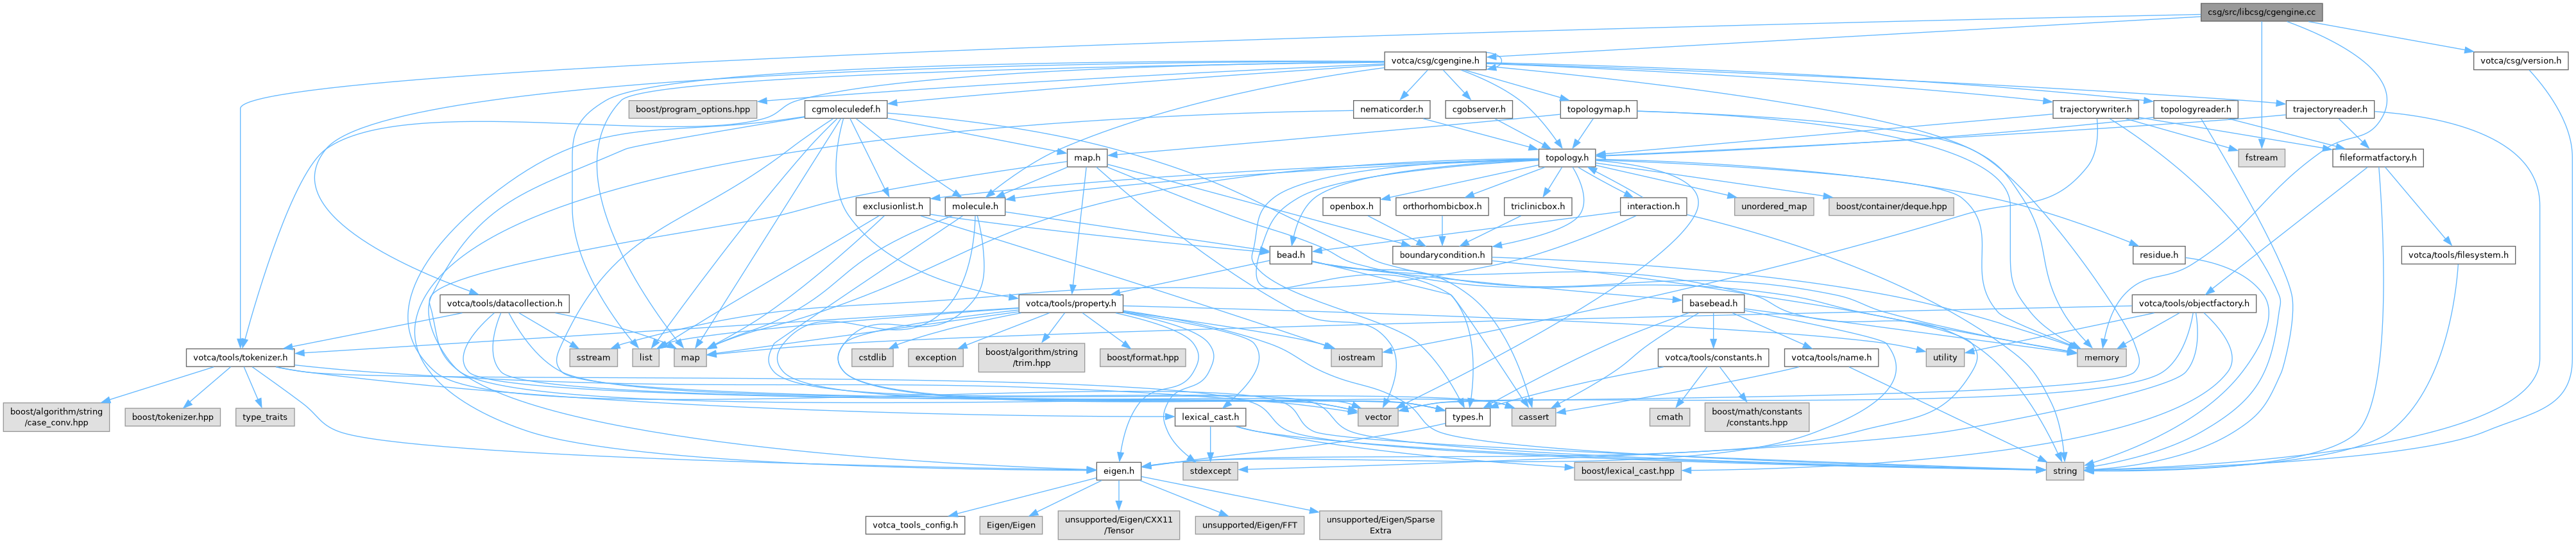 csg/src/libcsg/cgengine.cc
votca/csg/cgengine.h
votca/csg/version.h
boost/program_options.hpp
cgmoleculedef.h
nematicorder.h
cgobserver.h
topologymap.h
trajectorywriter.h
topologyreader.h
trajectoryreader.h
map.h
topology.h
fstream
fileformatfactory.h
exclusionlist.h
molecule.h
openbox.h
orthorhombicbox.h
triclinicbox.h
interaction.h
unordered_map
boost/container/deque.hpp
bead.h
boundarycondition.h
residue.h
votca/tools/filesystem.h
votca/tools/datacollection.h
votca/tools/property.h
basebead.h
votca/tools/objectfactory.h
votca/tools/tokenizer.h
sstream
list
map
cstdlib
exception
boost/algorithm/string
/trim.hpp
boost/format.hpp
iostream
votca/tools/constants.h
votca/tools/name.h
utility
memory
boost/algorithm/string
/case_conv.hpp
boost/tokenizer.hpp
type_traits
lexical_cast.h
vector
types.h
cassert
cmath
boost/math/constants
/constants.hpp
eigen.h
stdexcept
boost/lexical_cast.hpp
string
votca_tools_config.h
Eigen/Eigen
unsupported/Eigen/CXX11
/Tensor
unsupported/Eigen/FFT
unsupported/Eigen/Sparse
Extra